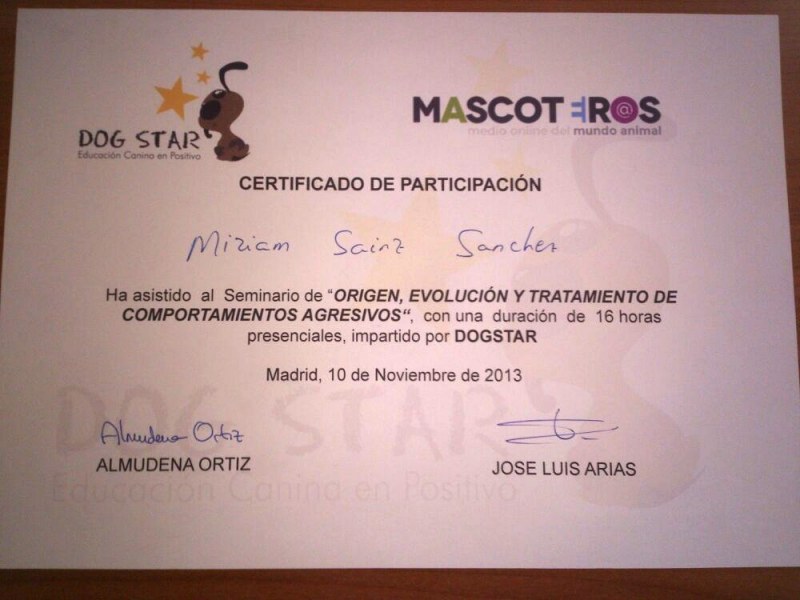 DOG STAR
Educación Canina en Positivo
MASCOTEROS
medio online del mundo animal
CERTIFICADO DE PARTICIPACIÓN
Miriam Sainz Sanchez
Ha asistido al Seminario de "ORIGEN, EVOLUCIÓN Y TRATAMIENTO DE
COMPORTAMIENTOS AGRESIVOS", con una duración de 16 horas
presenciales, impartido por DOGSTAR
Madrid, 10 de Noviembre de 2013
DOG STAR
Almudena Ortiz
ALMUDENA ORTIZ
JOSE LUIS ARIAS
Educación Canina en Positivo